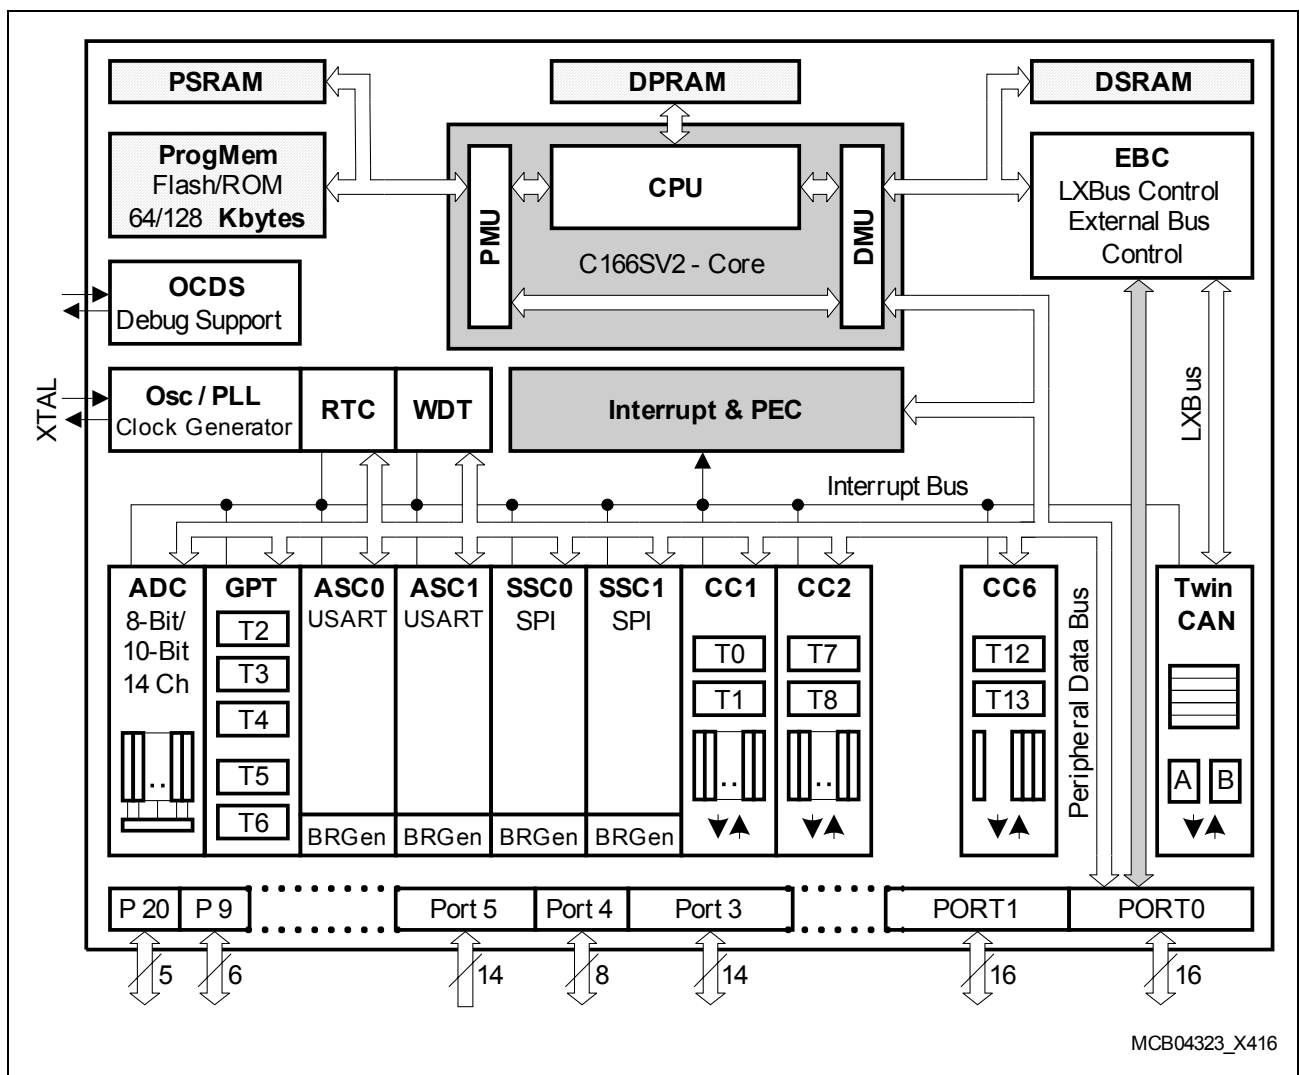 PSRAM
DPRAM
DSRAM
ProgMem
Flash/ROM
64/128 Kbytes
PMU
CPU
DMU
C166SV2 - Core
EBC
LXBus Control
External Bus
Control
OCDS
Debug Support
XTAL
Osc / PLL
Clock Generator
RTC
WDT
Interrupt & PEC
LXBus
Interrupt Bus
ADC
8-Bit/
10-Bit
14 Ch
..
GPT
T2
T3
T4
T5
T6
ASC0
USART
BRGen
ASC1
USART
BRGen
SSC0
SPI
BRGen
SSC1
SPI
BRGen
CC1
T0
T1
..
CC2
T7
T8
..
CC6
T12
T13
Peripheral Data Bus
Twin
CAN
A
B
P 20
P 9
Port 5
Port 4
Port 3
PORT1
PORT0
5
6
14
8
14
16
16
MCB04323_X416